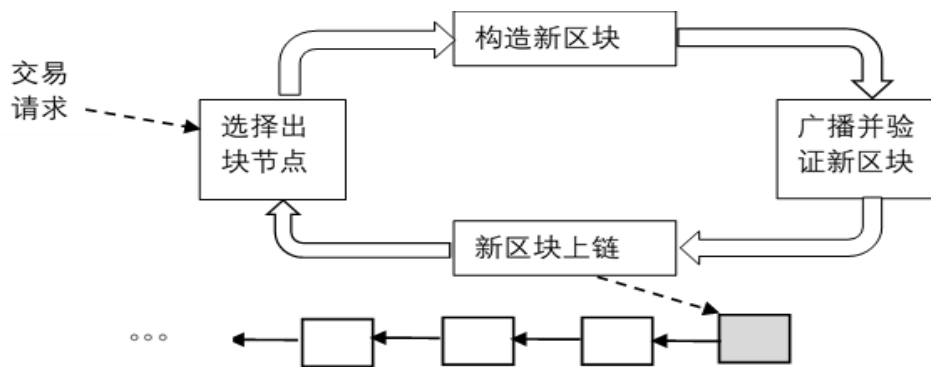 构造新区块
交易
请求
选择出
块节点
广播并验
证新区块
新区块上链